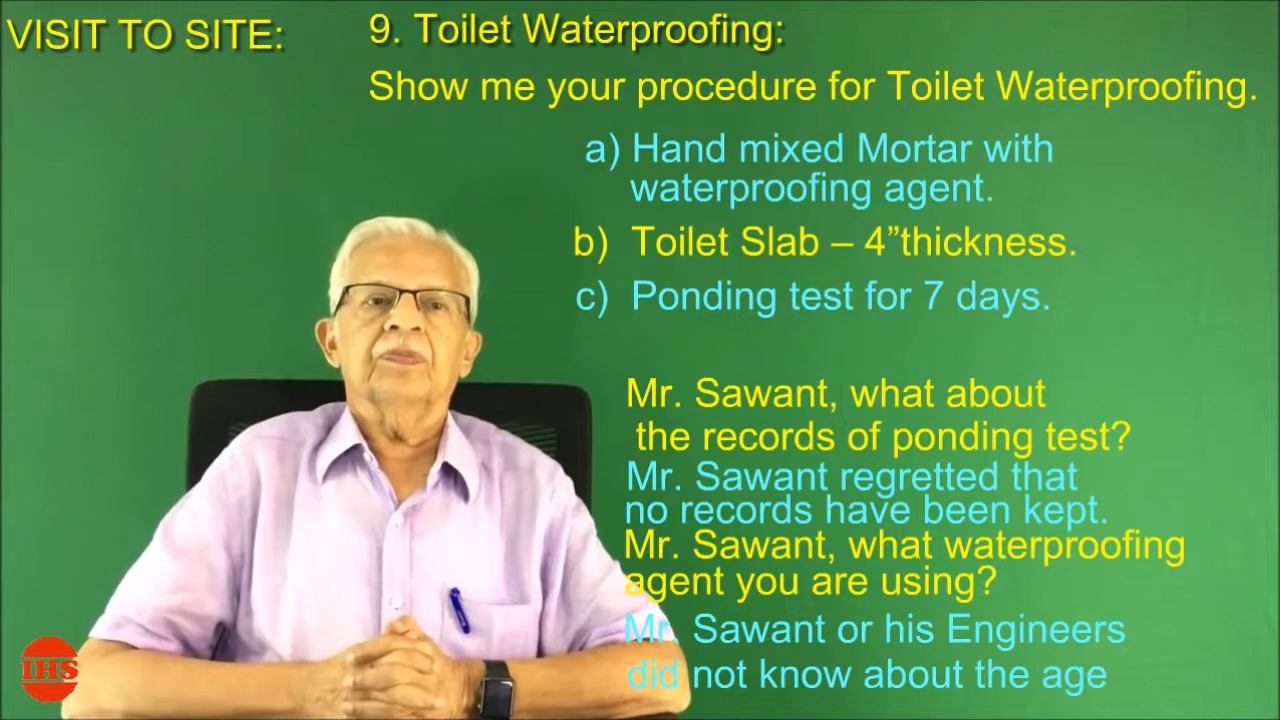 VISIT TO SITE:
9. Toilet Waterproofing:
Show me your procedure for Toilet Waterproofing.
a) Hand mixed Mortar with
waterproofing agent.
b) Toilet Slab – 4”thickness.
c) Ponding test for 7 days.
Mr. Sawant, what about
the records of ponding test?
Mr. Sawant regretted that
no records have been kept.
Mr. Sawant, what waterproofing
agent you are using?
Mr. Sawant or his Engineers
did not know about the age
IHS